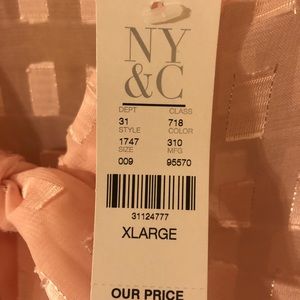 NY
&C
DEPT CLASS
31 718
STYLE COLOR
1747 310
SIZE MFG
009 95570
31124777
XLARGE
OUR PRICE